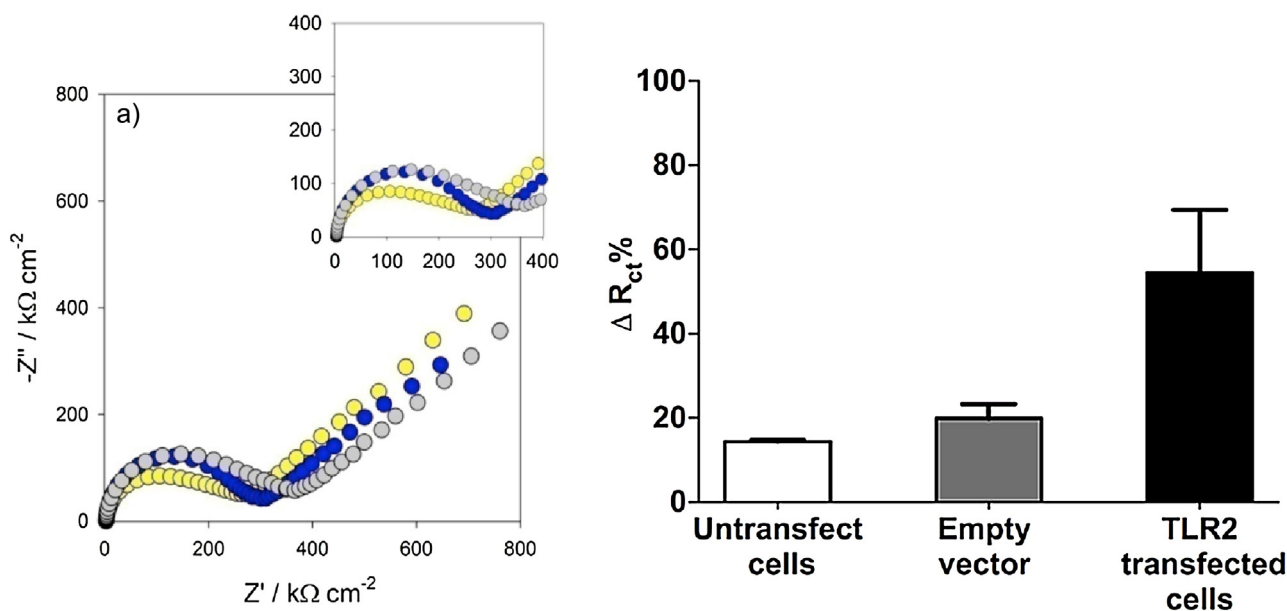 400
300
200
100
0
0 100 200 300 400
800
a)
600
400
200
0
0 200 400 600 800
-Z" / kΩ cm-2
Z' / kΩ cm-2
100
80
60
40
20
0
Δ Rct%
Untransfect
cells
Empty
vector
TLR2
transfected
cells